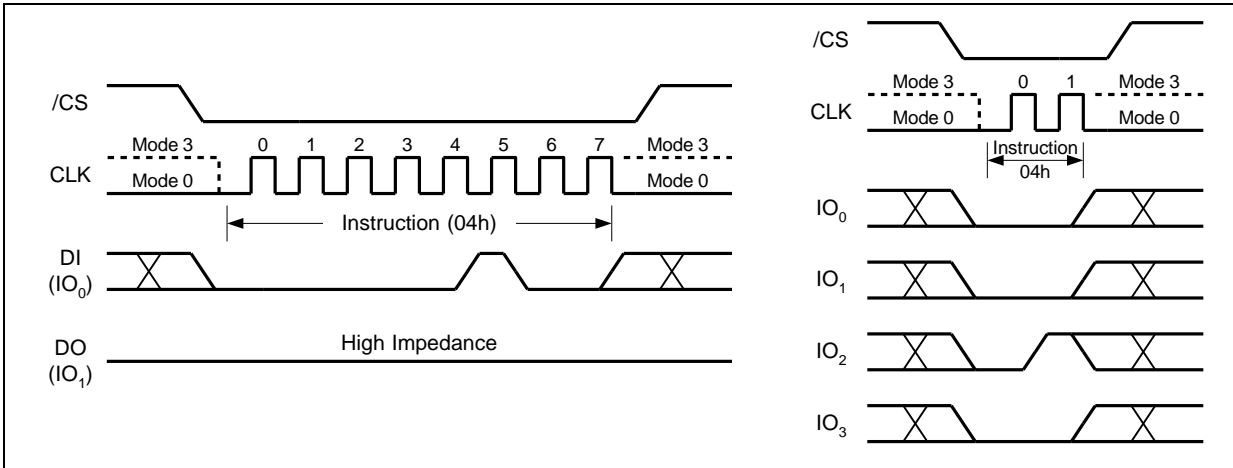 /CS
Mode 3
0 1 2 3 4 5 6 7
Mode 3
CLK
Mode 0
Mode 0
Instruction (04h)
DI
(IO0)
High Impedance
DO
(IO1)
/CS
Mode 3
0 1
Mode 3
CLK
Mode 0
Mode 0
Instruction
04h
IO0
IO1
IO2
IO3